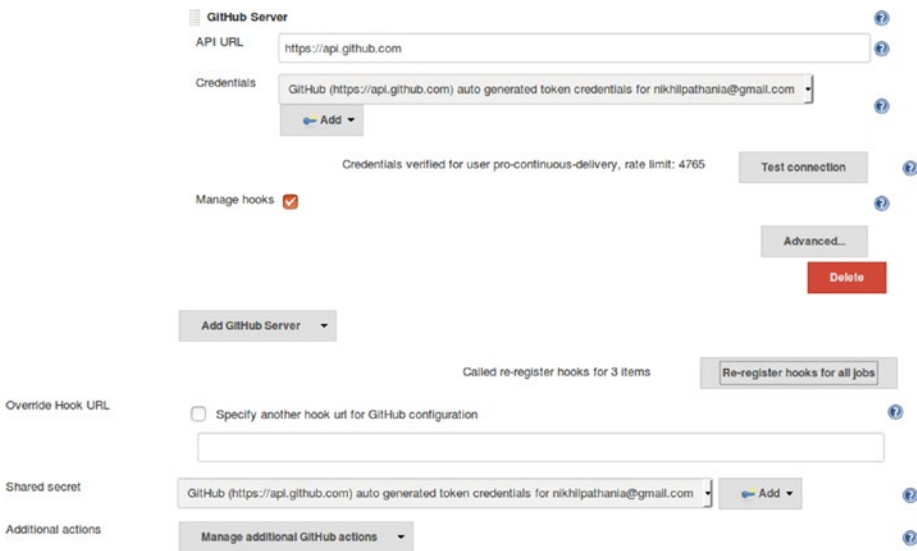 GitHub Server
API URL
https://api.github.com
Credentials
GitHub (https://api.github.com) auto generated token credentials for nikhilpathania@gmail.com
Add
Credentials verified for user pro-continuous-delivery, rate limit: 4765
Test connection
Manage hooks
Advanced...
Delete
Add GitHub Server
Called re-register hooks for 3 items
Re-register hooks for all jobs
Override Hook URL
Specify another hook url for GitHub configuration
Shared secret
GitHub (https://api.github.com) auto generated token credentials for nikhilpathania@gmail.com
Add
Additional actions
Manage additional GitHub actions